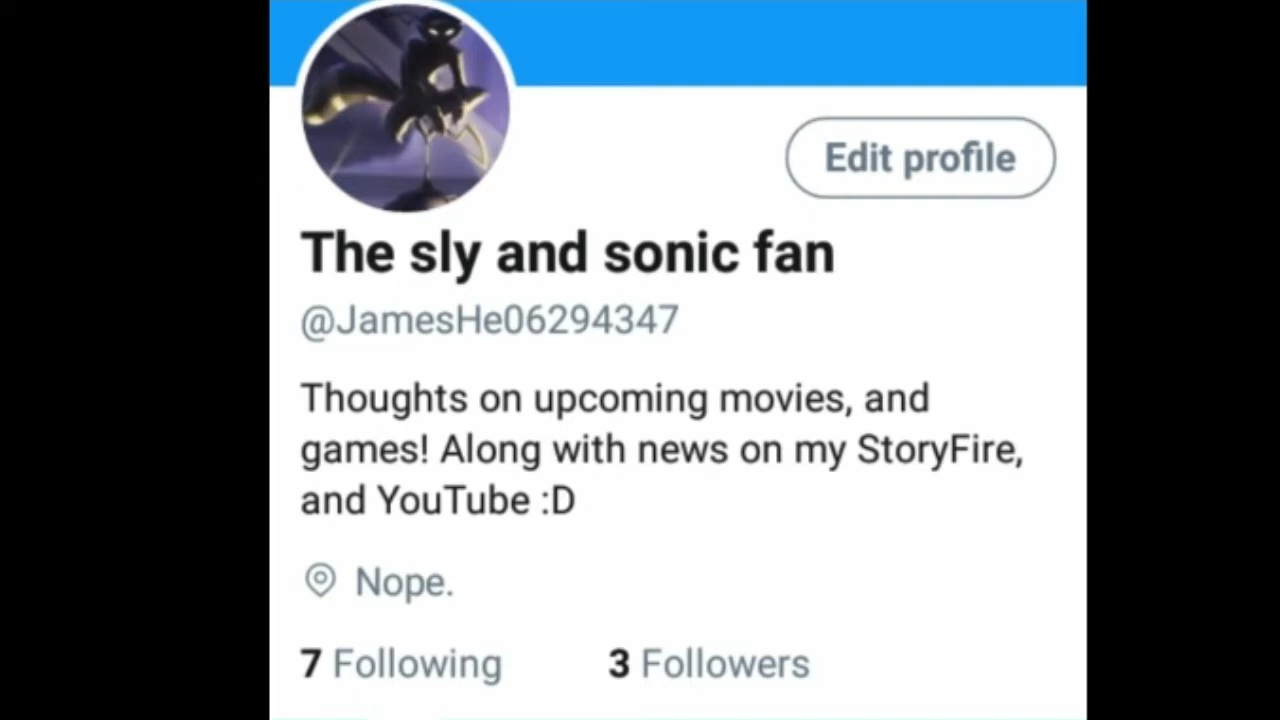 Edit profile
The sly and sonic fan
@JamesHe06294347
Thoughts on upcoming movies, and
games! Along with news on my StoryFire,
and YouTube :D
Nope.
7 Following 3 Followers